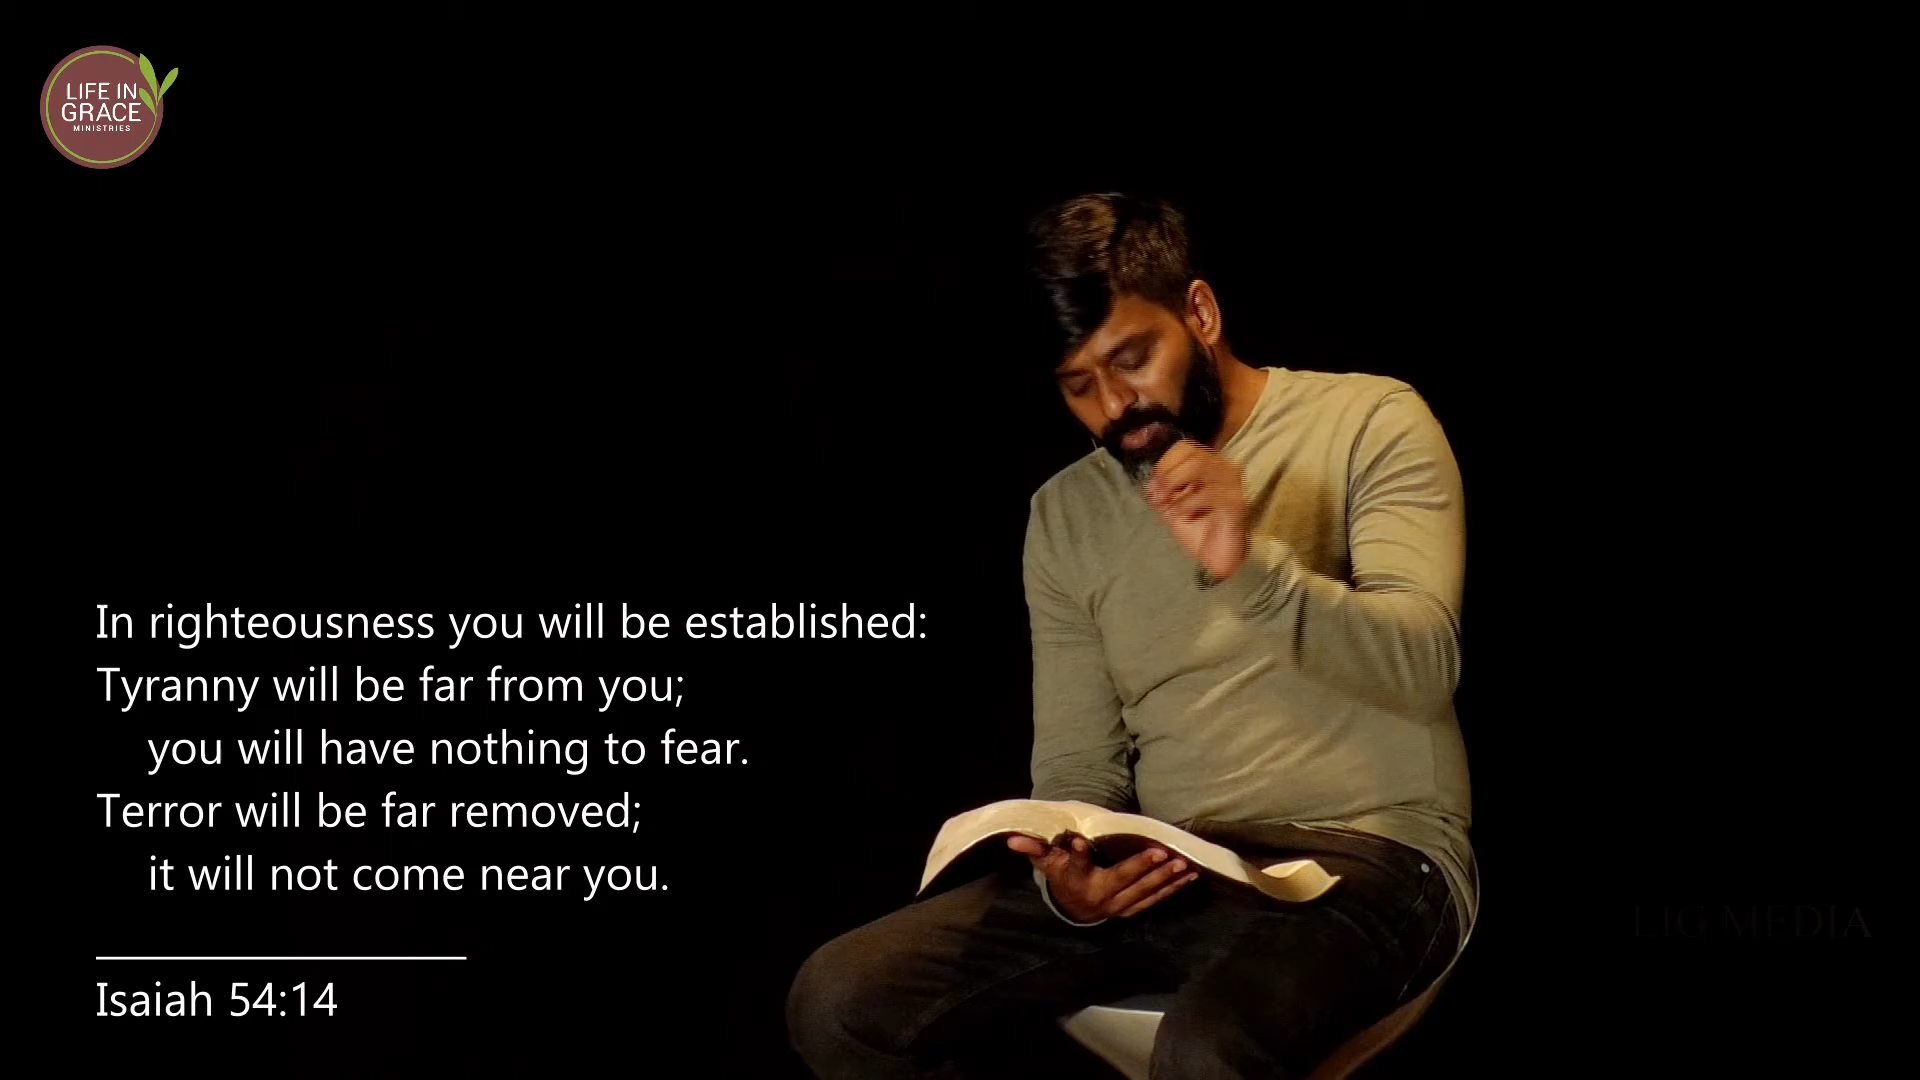 LIFE IN
GRACE
MINISTRIES
In righteousness you will be established:
Tyranny will be far from you;
you will have nothing to fear.
Terror will be far removed;
it will not come near you.
Isaiah 54:14
LIG MEDIA